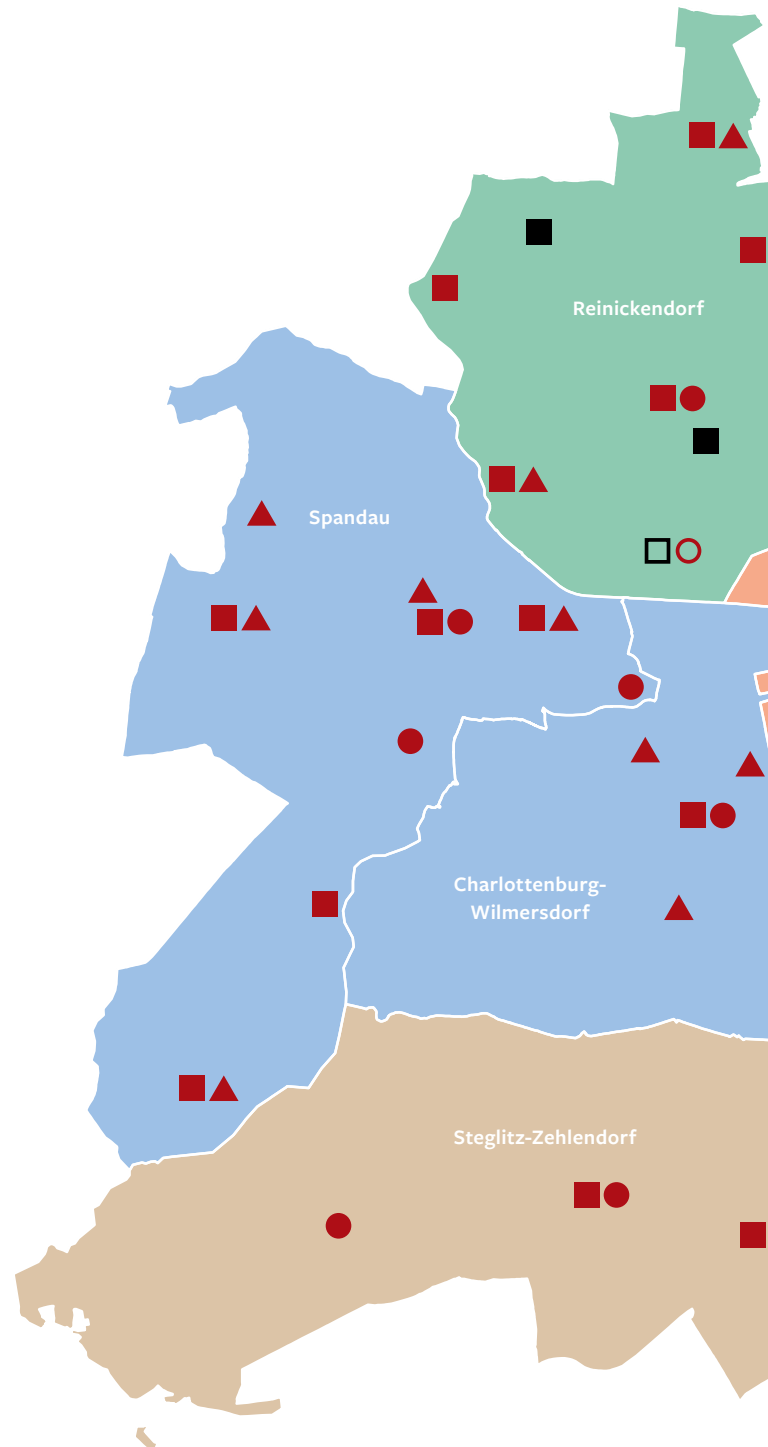 Reinickendorf
Spandau
Charlottenburg-
Wilmersdorf
Steglitz-Zehlendorf